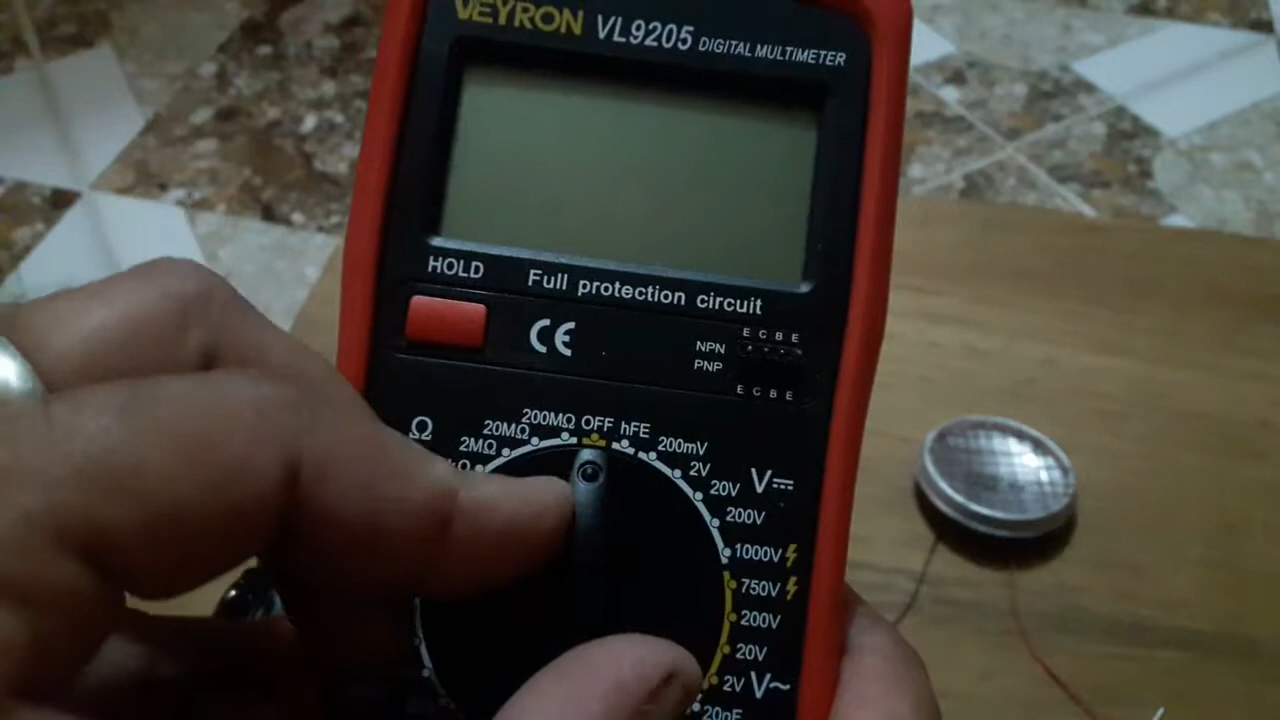 VEYRON VL9205 DIGITAL MULTIMETER
HOLD
Full protection circuit
CE
E C B E
NPN
PNP
E C B E
Ω
200MΩ
OFF
hFE
20MΩ
2MΩ
kΩ
200mV
2V
20V
200V
1000V
V⎓
750V
200V
20V
2V
V~
20nF